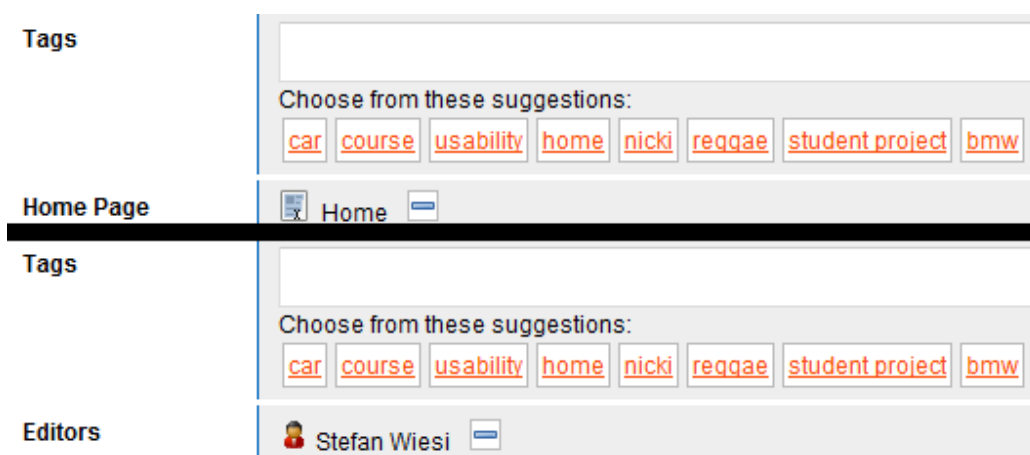 Tags
Choose from these suggestions:
car course usability home nicki reggae student project bmw
Home Page Home
Tags
Choose from these suggestions:
car course usability home nicki reggae student project bmw
Editors Stefan Wiesi